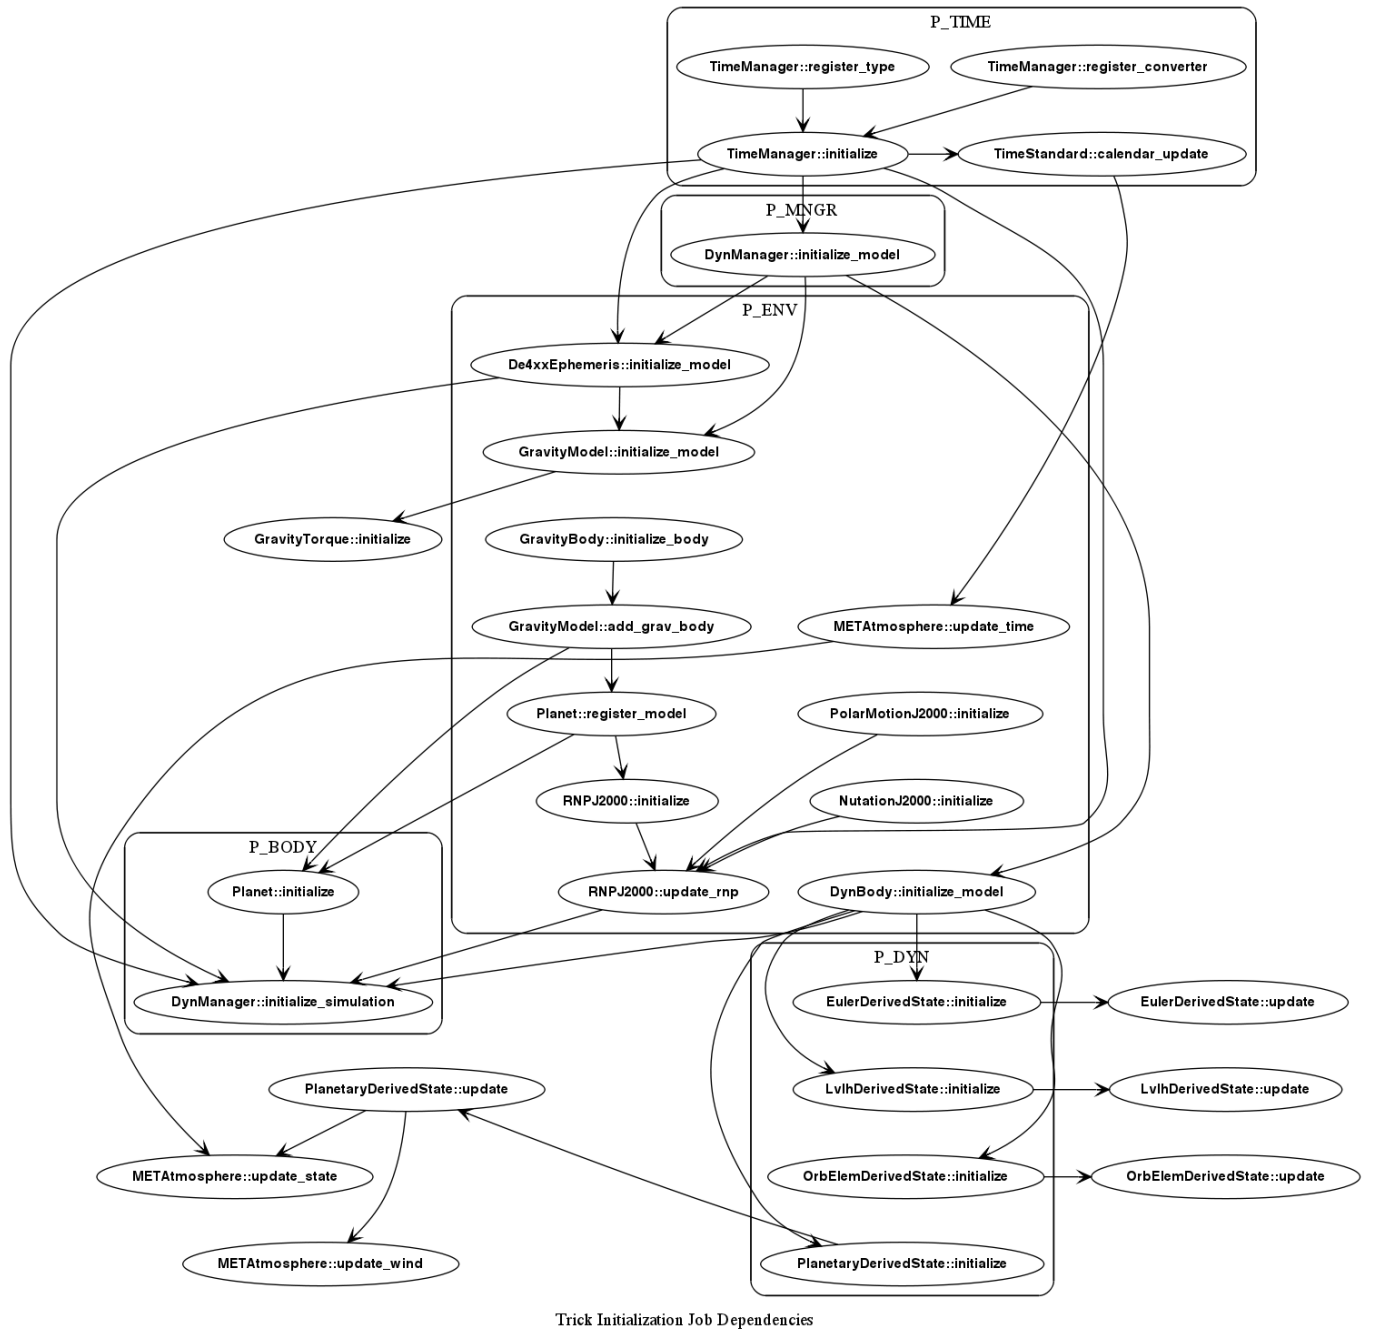 P_TIME
TimeManager::register_type
TimeManager::register_converter
TimeManager::initialize
TimeStandard::calendar_update
P_MNGR
DynManager::initialize_model
P_ENV
De4xxEphemeris::initialize_model
GravityModel::initialize_model
GravityTorque::initialize
GravityBody::initialize_body
GravityModel::add_grav_body
METAtmosphere::update_time
Planet::register_model
PolarMotionJ2000::initialize
RNPJ2000::initialize
NutationJ2000::initialize
P_BODY
Planet::initialize
RNPJ2000::update_rnp
DynBody::initialize_model
P_DYN
DynManager::initialize_simulation
EulerDerivedState::initialize
EulerDerivedState::update
PlanetaryDerivedState::update
LvlhDerivedState::initialize
LvlhDerivedState::update
METAtmosphere::update_state
OrbElemDerivedState::initialize
OrbElemDerivedState::update
METAtmosphere::update_wind
PlanetaryDerivedState::initialize
Trick Initialization Job Dependencies